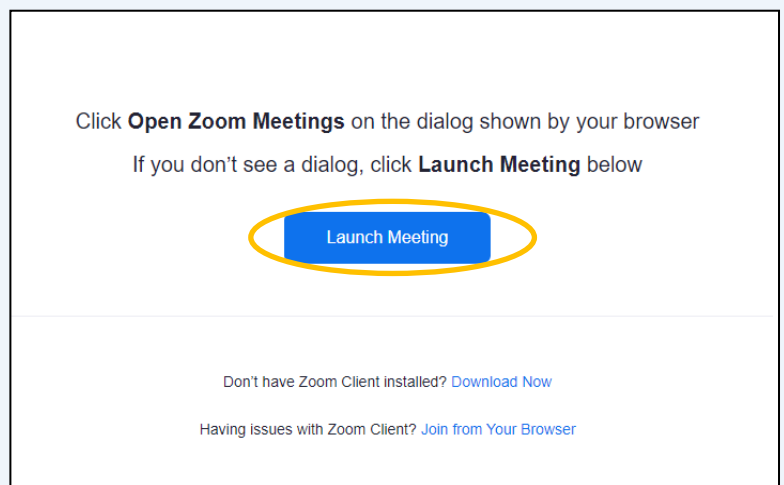 Click Open Zoom Meetings on the dialog shown by your browser
If you don’t see a dialog, click Launch Meeting below
Launch Meeting
Don’t have Zoom Client installed? Download Now
Having issues with Zoom Client? Join from Your Browser